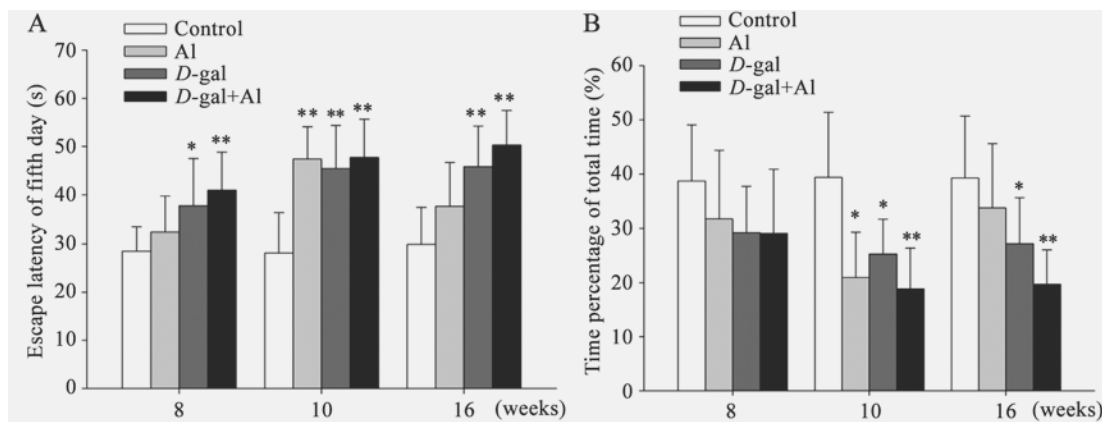 A
Control
Al
D-gal
D-gal+Al
Escape latency of fifth day (s)
70
60
50
40
30
20
10
0
* **
** ** **
** **
8 10 16 (weeks)
B
Control
Al
D-gal
D-gal+Al
Time percentage of total time (%)
60
50
40
30
20
10
0
* * **
* **
8 10 16 (weeks)